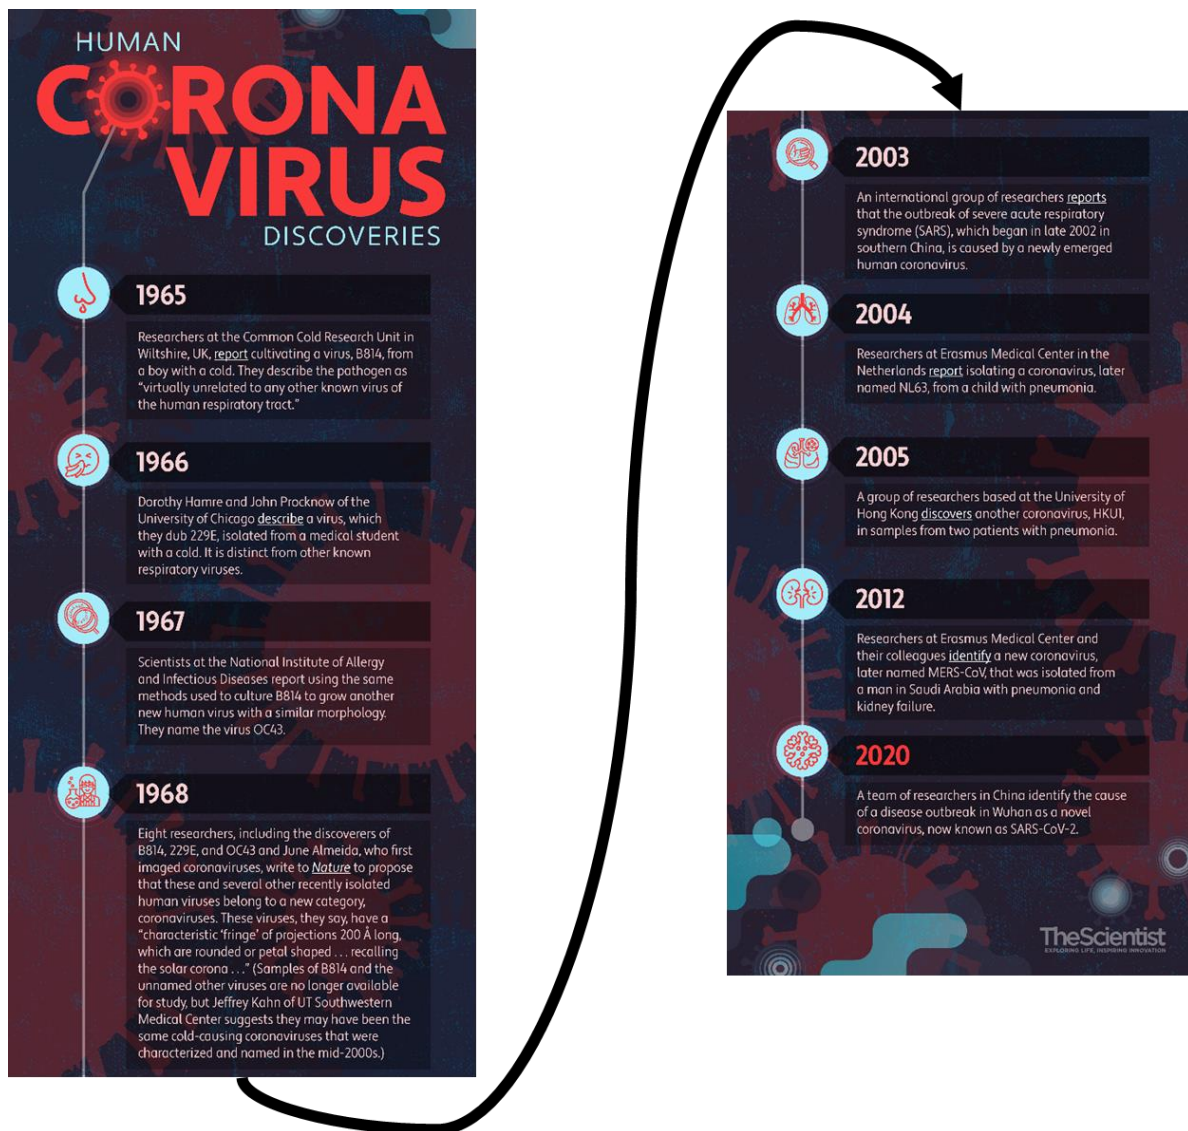 HUMAN
CORONA
VIRUS
DISCOVERIES
1965
Researchers at the Common Cold Research Unit in
Wiltshire, UK, report cultivating a virus, B814, from
a boy with a cold. They describe the pathogen as
“virtually unrelated to any other known virus of
the human respiratory tract.”
1966
Dorothy Hamre and John Procknow of the
University of Chicago describe a virus, which
they dub 229E, isolated from a medical student
with a cold. It is distinct from other known
respiratory viruses.
1967
Scientists at the National Institute of Allergy
and Infectious Diseases report using the same
methods used to culture B814 to grow another
new human virus with a similar morphology.
They name the virus OC43.
1968
Eight researchers, including the discoverers of
B814, 229E, and OC43 and June Almeida, who first
imaged coronaviruses, write to Nature to propose
that these and several other recently isolated
human viruses belong to a new category,
coronaviruses. These viruses, they say, have a
“characteristic ‘fringe’ of projections 200 Å long,
which are rounded or petal shaped . . . recalling
the solar corona . . .” (Samples of B814 and the
unnamed other viruses are no longer available
for study, but Jeffrey Kahn of UT Southwestern
Medical Center suggests they may have been the
same cold-causing coronaviruses that were
characterized and named in the mid-2000s.)
2003
An international group of researchers reports
that the outbreak of severe acute respiratory
syndrome (SARS), which began in late 2002 in
southern China, is caused by a newly emerged
human coronavirus.
2004
Researchers at Erasmus Medical Center in the
Netherlands report isolating a coronavirus, later
named NL63, from a child with pneumonia.
2005
A group of researchers based at the University of
Hong Kong discovers another coronavirus, HKU1,
in samples from two patients with pneumonia.
2012
Researchers at Erasmus Medical Center and
their colleagues identify a new coronavirus,
later named MERS-CoV, that was isolated from
a man in Saudi Arabia with pneumonia and
kidney failure.
2020
A team of researchers in China identify the cause
of a disease outbreak in Wuhan as a novel
coronavirus, now known as SARS-CoV-2.
TheScientist
EXPLORING LIFE, INSPIRING INNOVATION